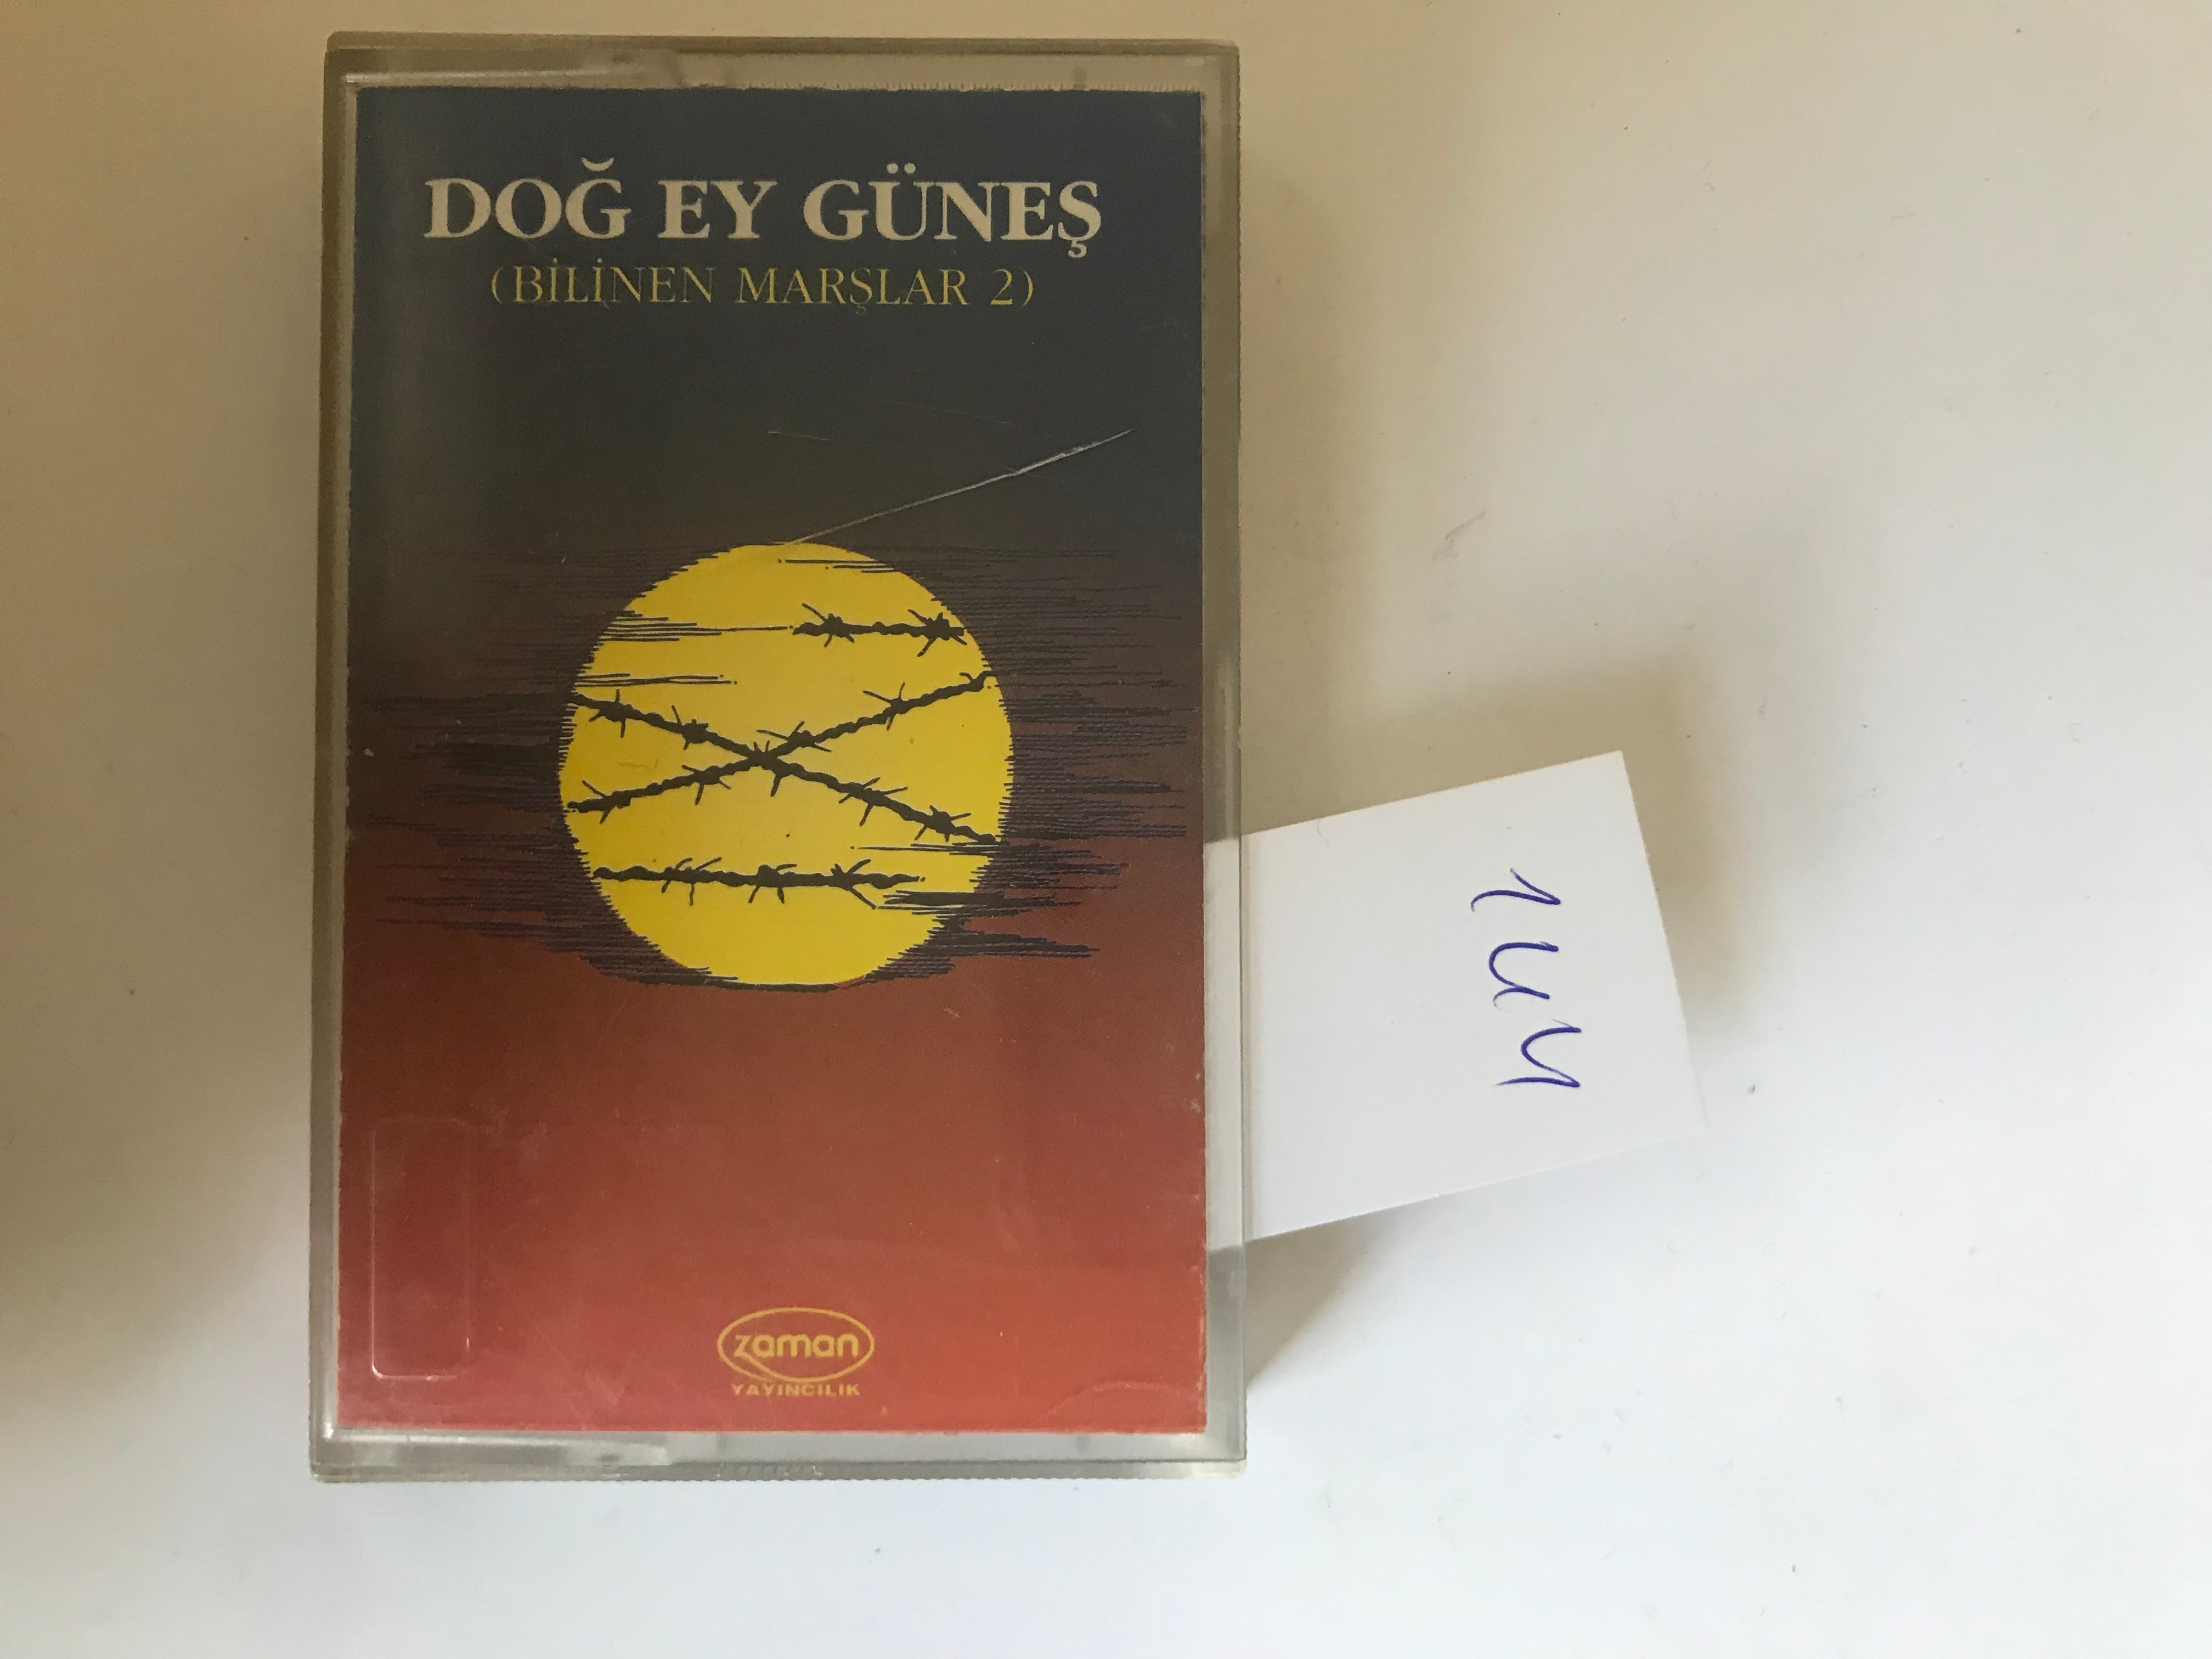 DOĞ EY GÜNEŞ
(BİLİNEN MARŞLAR 2)
144
zaman
YAYINCILIK